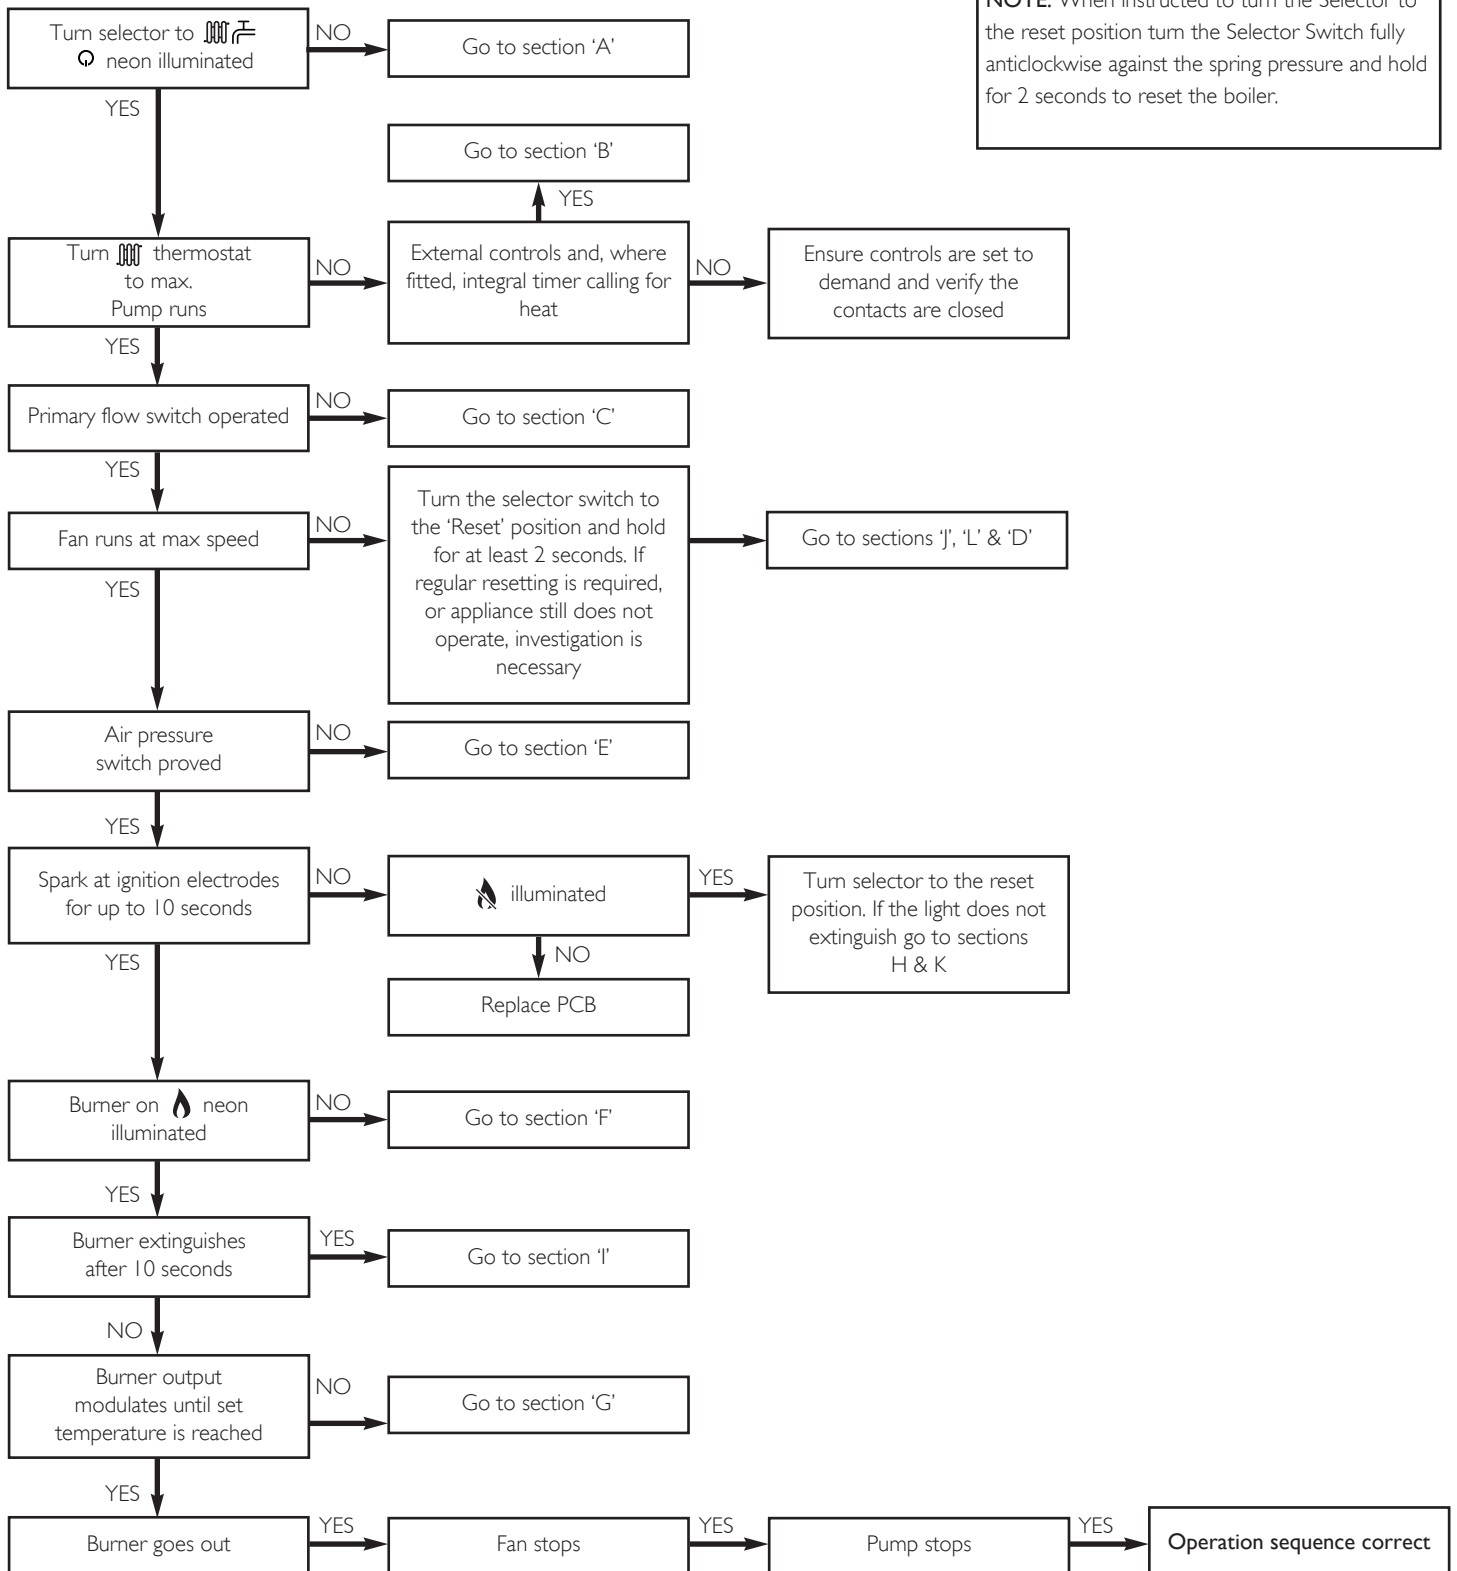 Turn selector to
neon illuminated
NO
Go to section ‘A’
NOTE: When instructed to turn the Selector to
the reset position turn the Selector Switch fully
anticlockwise against the spring pressure and hold
for 2 seconds to reset the boiler.
YES
Go to section ‘B’
YES
Turn thermostat
to max.
Pump runs
NO
External controls and, where
fitted, integral timer calling for
heat
NO
Ensure controls are set to
demand and verify the
contacts are closed
YES
Primary flow switch operated
NO
Go to section ‘C’
YES
Fan runs at max speed
NO
Turn the selector switch to
the ‘Reset’ position and hold
for at least 2 seconds. If
regular resetting is required,
or appliance still does not
operate, investigation is
necessary
Go to sections ‘J’, ‘L’ & ‘D’
YES
Air pressure
switch proved
NO
Go to section ‘E’
YES
Spark at ignition electrodes
for up to 10 seconds
NO
illuminated
YES
Turn selector to the reset
position. If the light does not
extinguish go to sections
H & K
NO
Replace PCB
YES
Burner on neon
illuminated
NO
Go to section ‘F’
YES
Burner extinguishes
after 10 seconds
YES
Go to section ‘I’
NO
Burner output
modulates until set
temperature is reached
NO
Go to section ‘G’
YES
Burner goes out
YES
Fan stops
YES
Pump stops
YES
Operation sequence correct